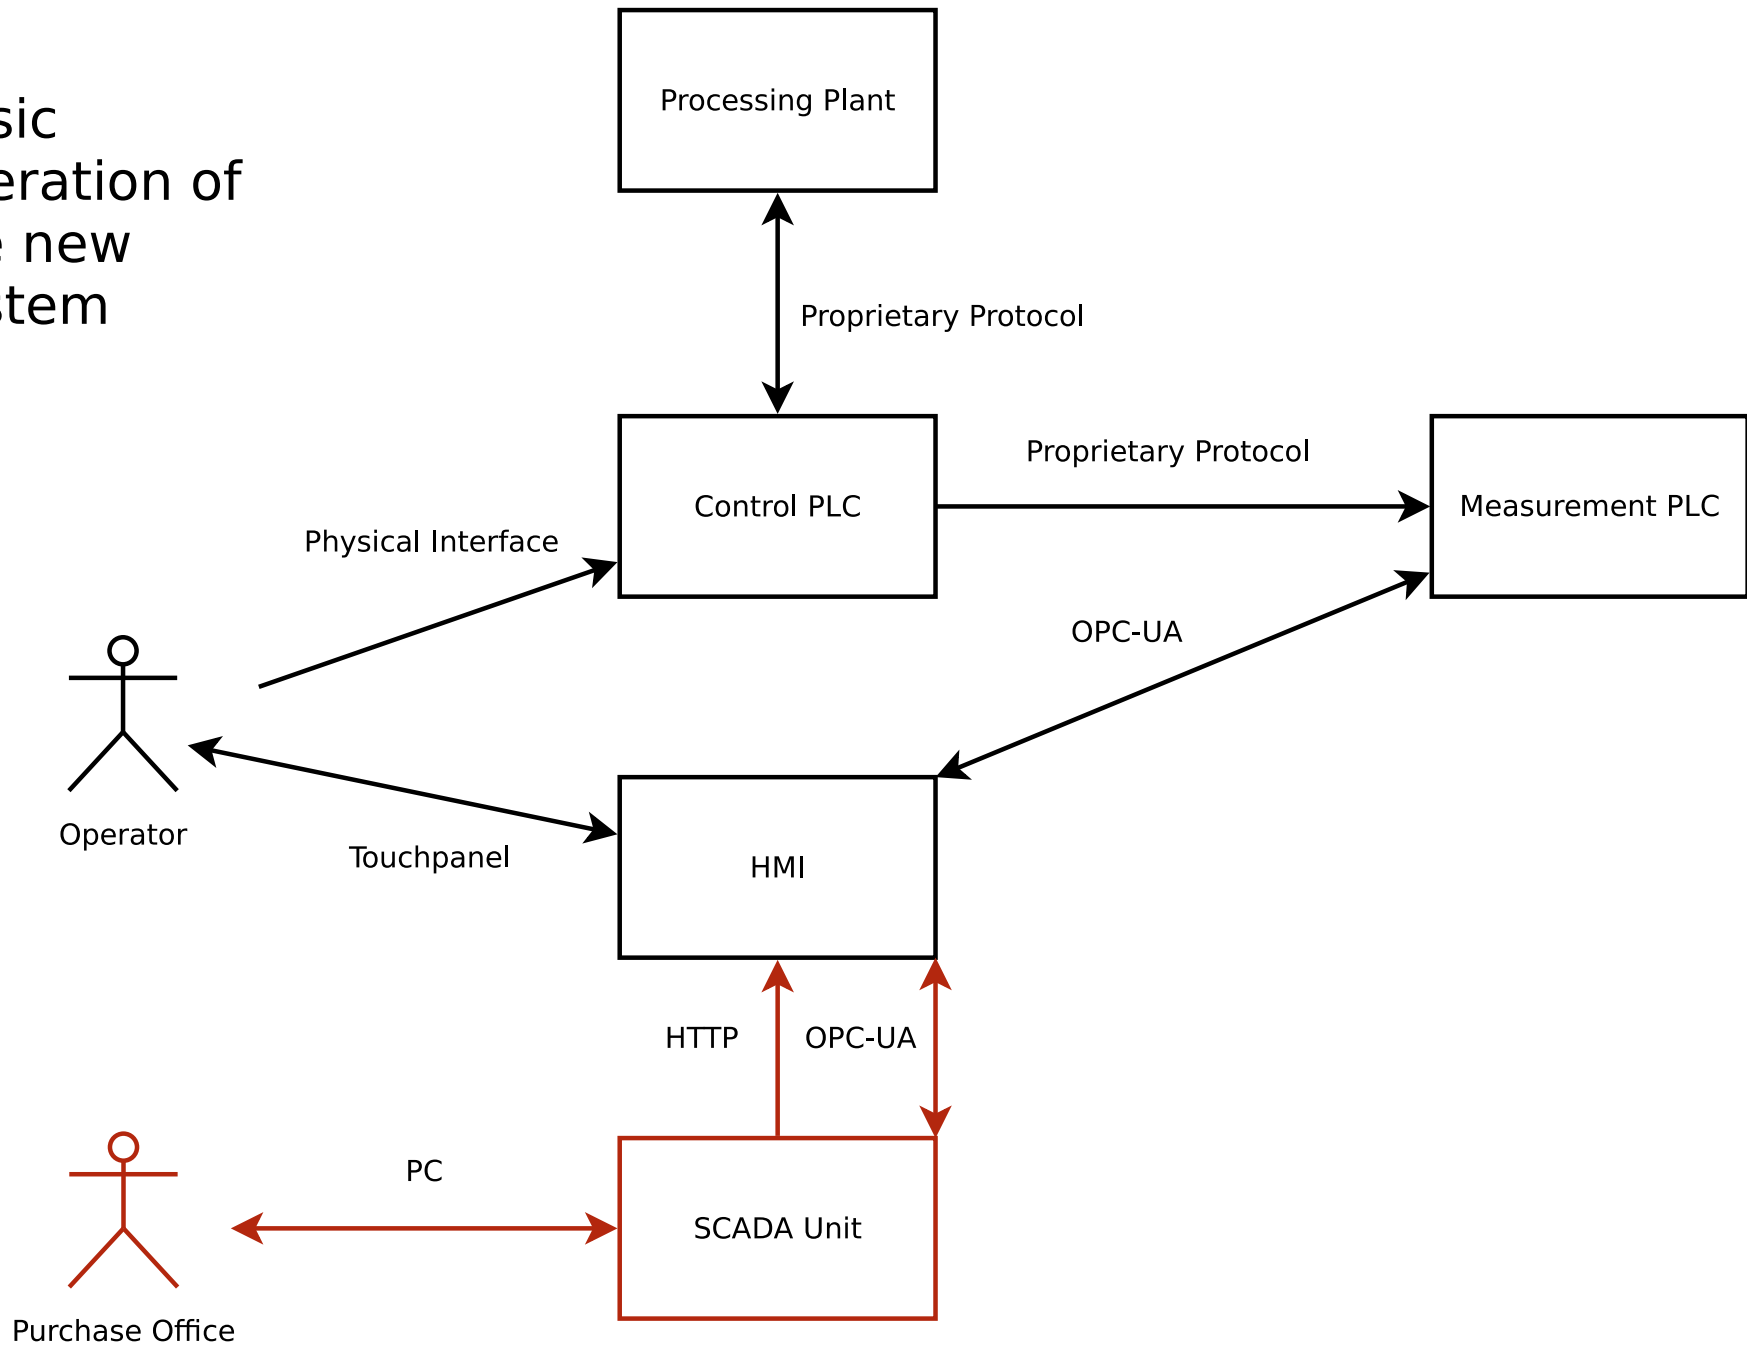 sic
eration of
e new
stem
Processing Plant
Proprietary Protocol
Control PLC
Proprietary Protocol
Measurement PLC
Physical Interface
OPC-UA
Operator
Touchpanel
HMI
HTTP
OPC-UA
PC
SCADA Unit
Purchase Office